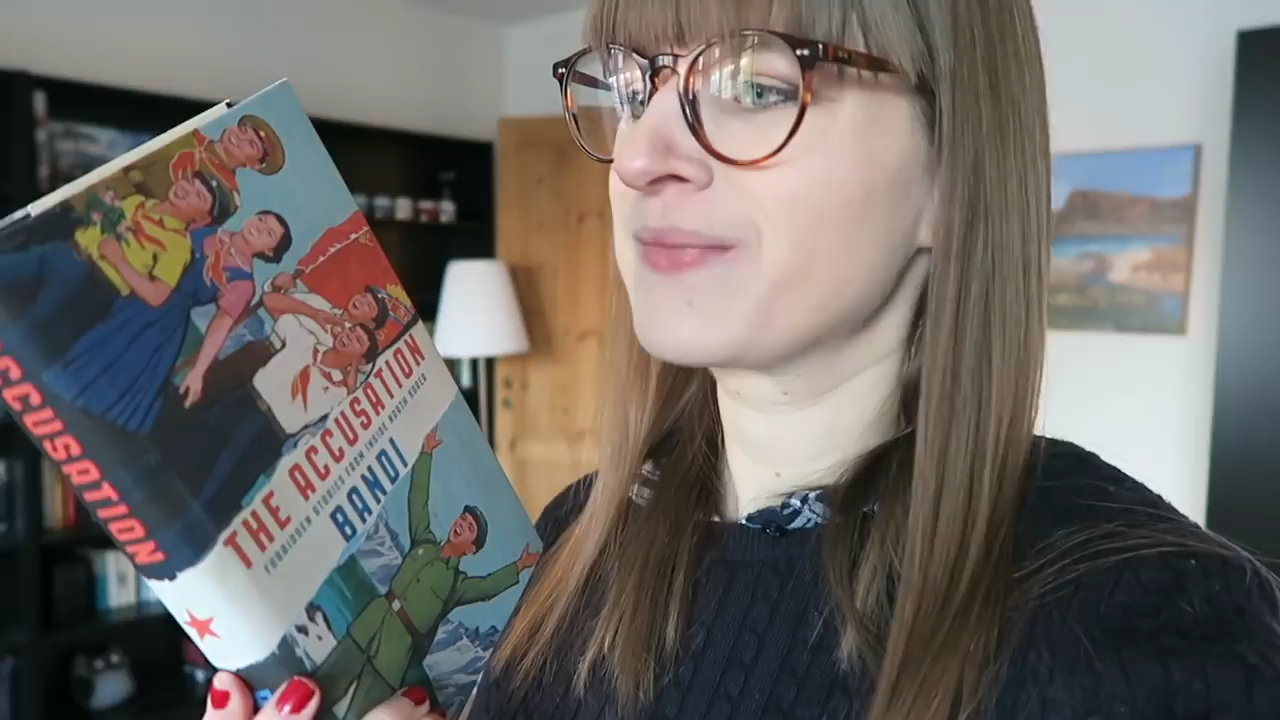 THE ACCUSATION
FORBIDDEN STORIES FROM INSIDE NORTH KOREA
BANDI
ACCUSATION